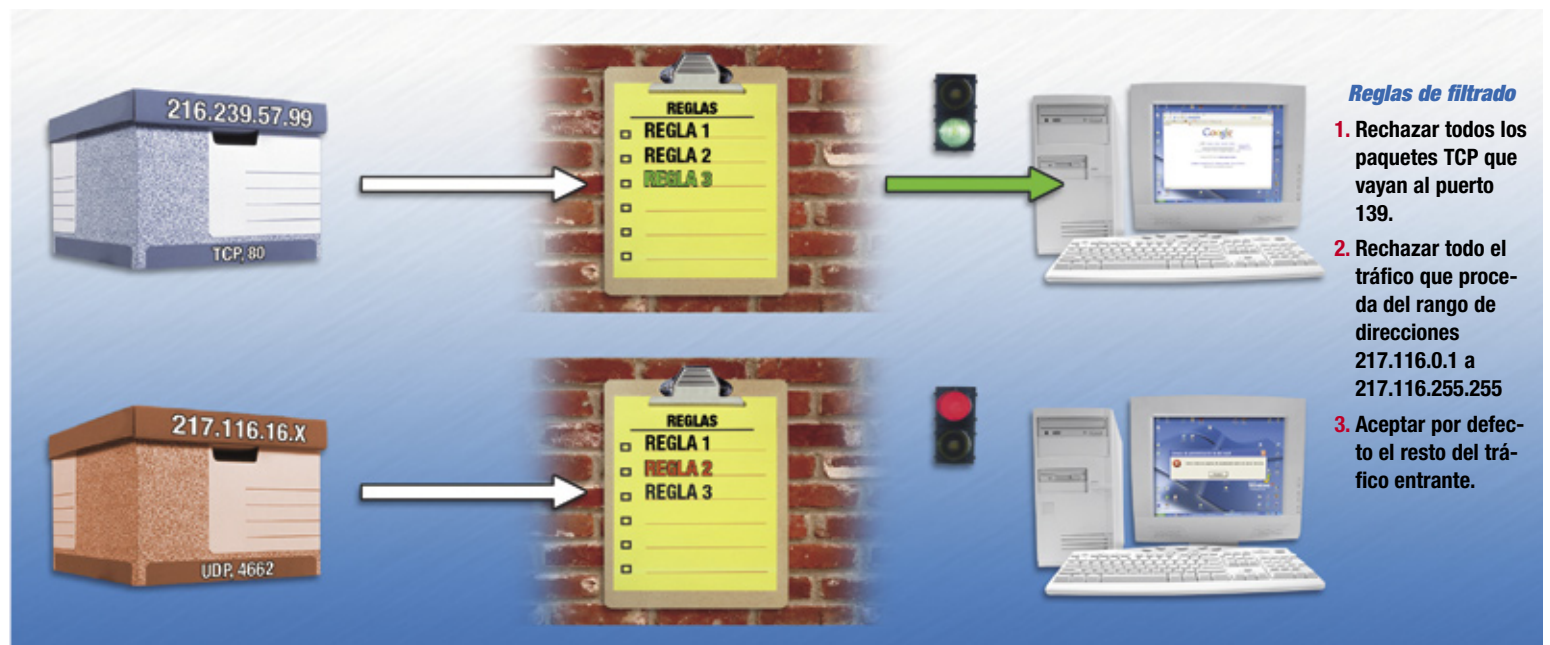 216.239.57.99
TCP, 80
REGLAS
REGLA 1
REGLA 2
REGLA 3
Google
217.116.16.X
UDP, 4662
REGLAS
REGLA 1
REGLA 2
REGLA 3
Reglas de filtrado
1. Rechazar todos los
paquetes TCP que
vayan al puerto
139.
2. Rechazar todo el
tráfico que proce-
da del rango de
direcciones
217.116.0.1 a
217.116.255.255
3. Aceptar por defec-
to el resto del trá-
fico entrante.